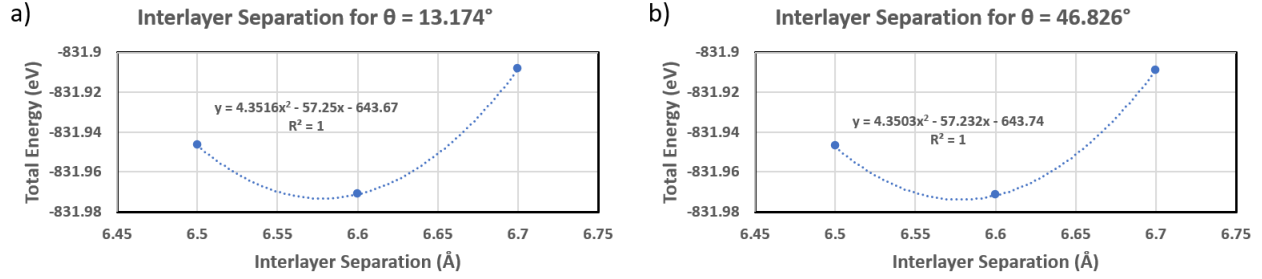 a)
Interlayer Separation for θ = 13.174°
Total Energy (eV)
-831.9
-831.92
-831.94
-831.96
-831.98
y = 4.3516x² - 57.25x - 643.67
R² = 1
6.45 6.5 6.55 6.6 6.65 6.7 6.75
Interlayer Separation (Å)
b)
Interlayer Separation for θ = 46.826°
Total Energy (eV)
-831.9
-831.92
-831.94
-831.96
-831.98
y = 4.3503x² - 57.232x - 643.74
R² = 1
6.45 6.5 6.55 6.6 6.65 6.7 6.75
Interlayer Separation (Å)